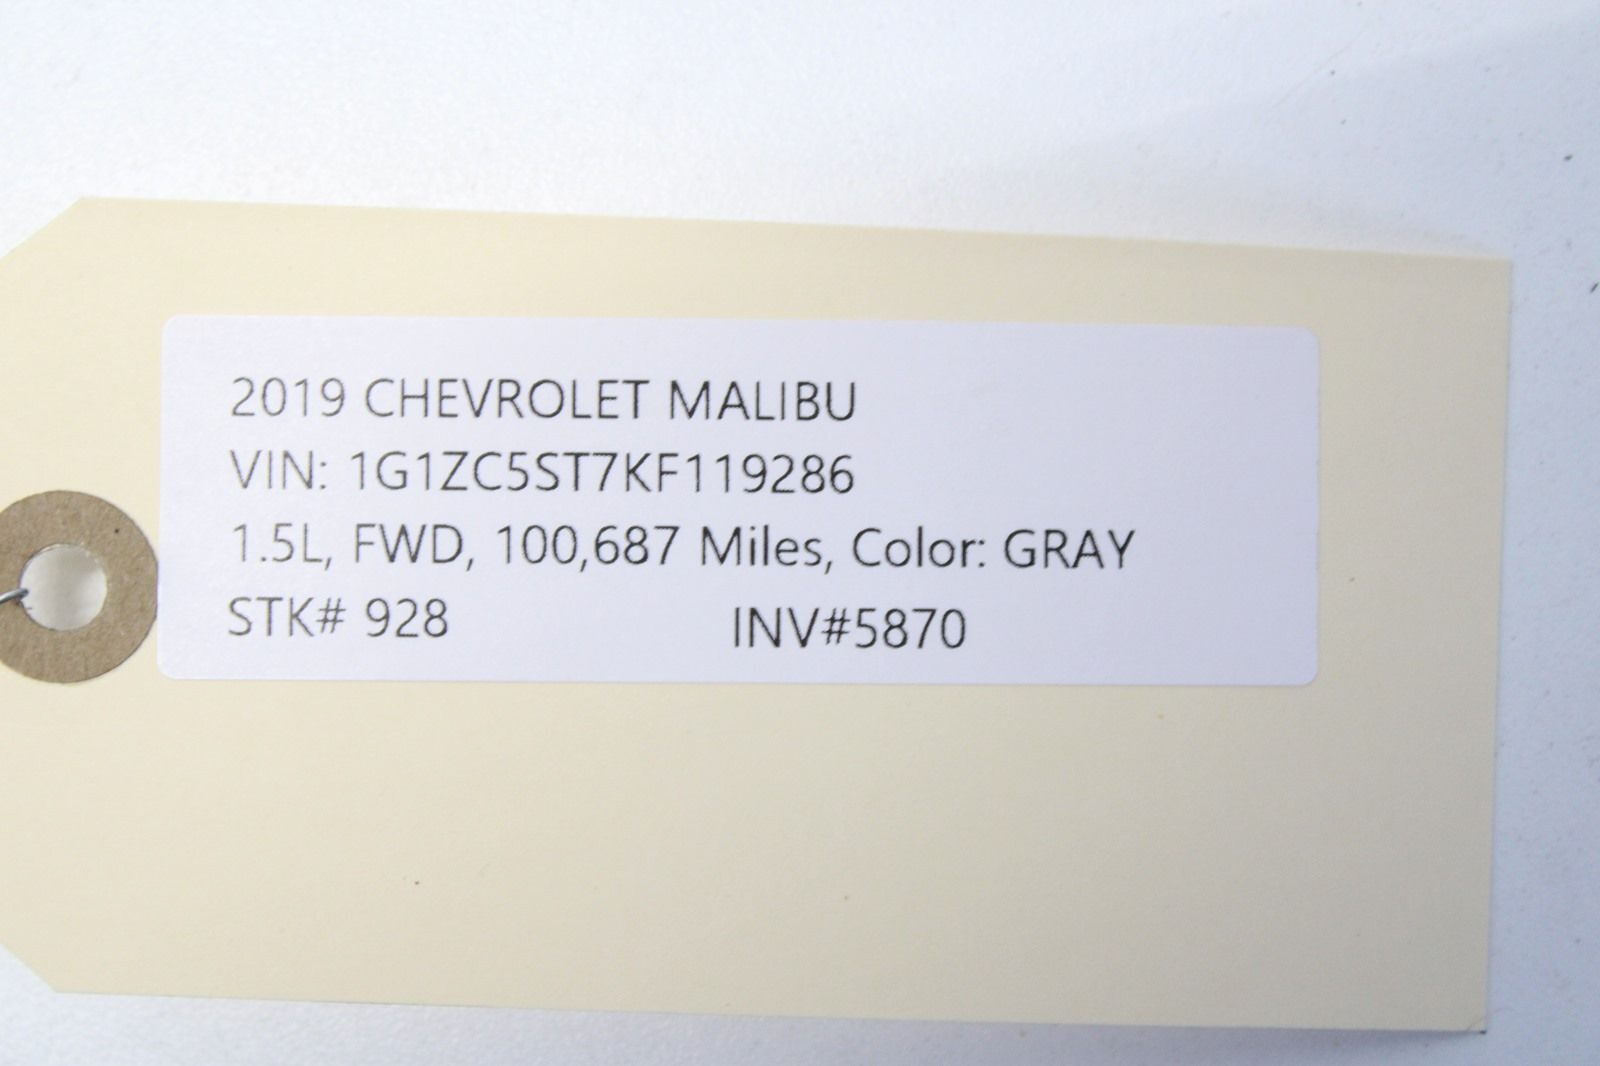 2019 CHEVROLET MALIBU
VIN: 1G1ZC5ST7KF119286
1.5L, FWD, 100,687 Miles, Color: GRAY
STK# 928 INV#5870